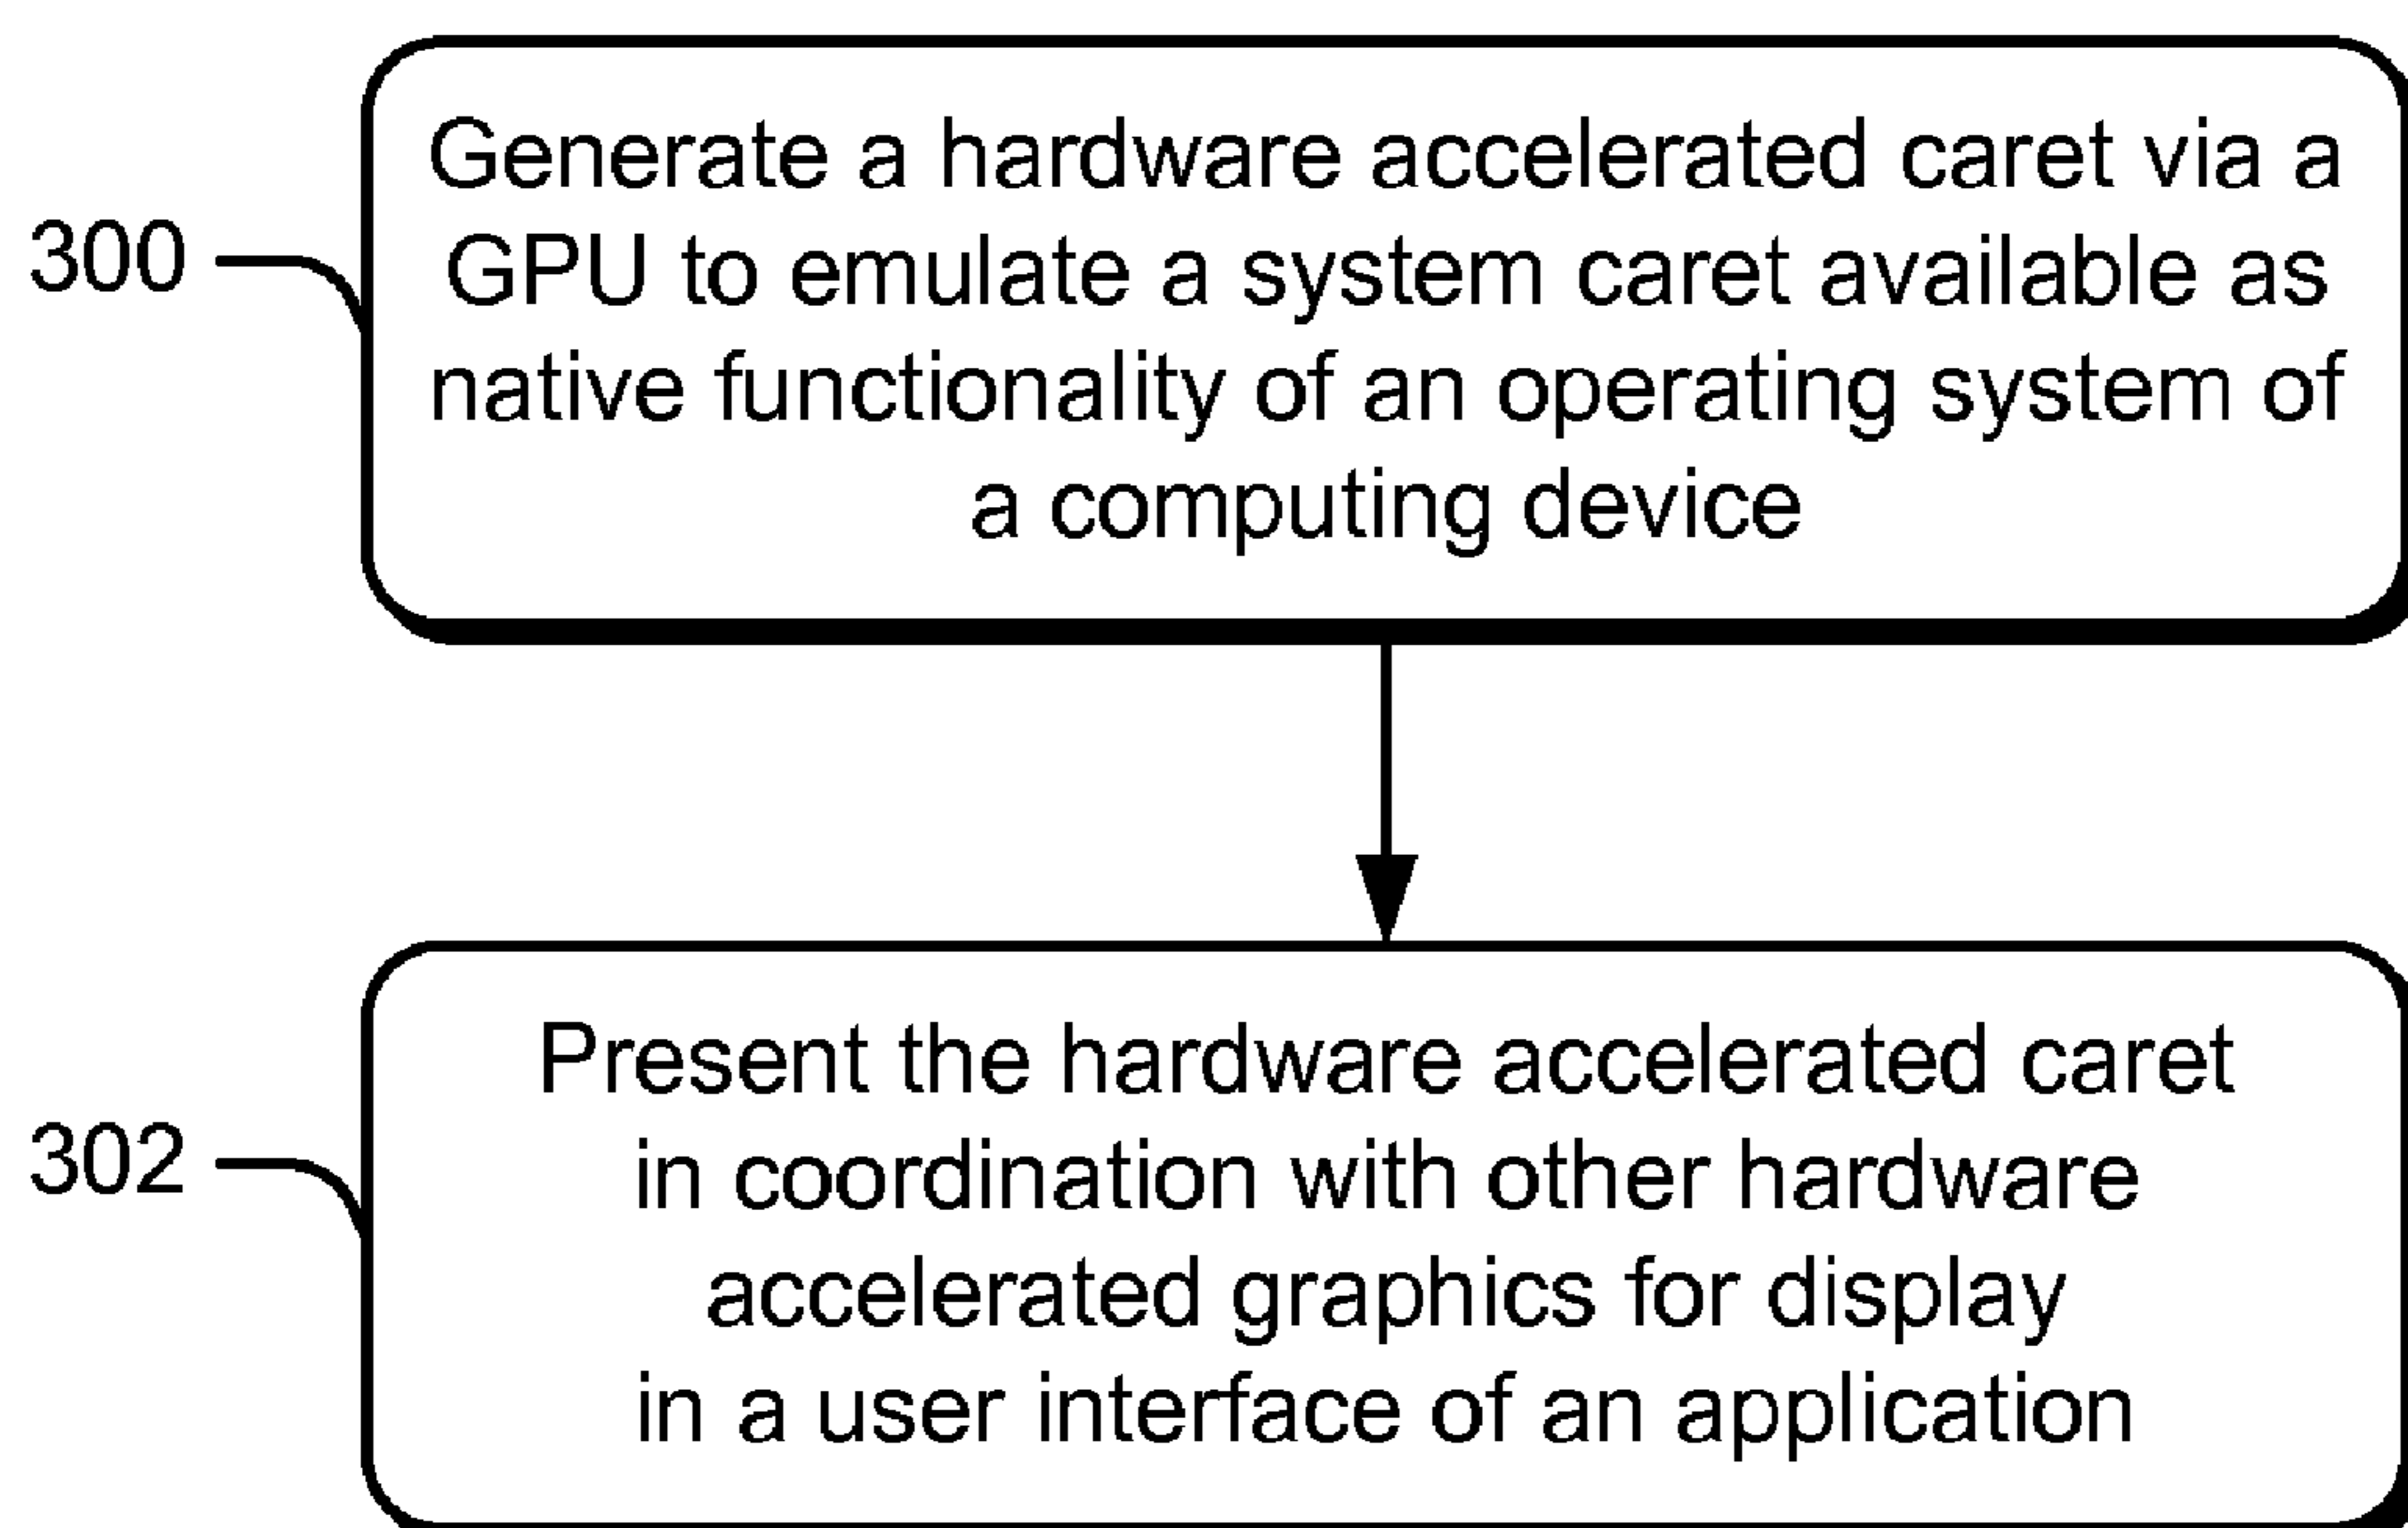 Generate a hardware accelerated caret via a
300
GPU to emulate a system caret available as
native functionality of an operating system of
a computing device
Present the hardware accelerated caret
302
in coordination with other hardware
accelerated graphics for display
in a user interface of an application